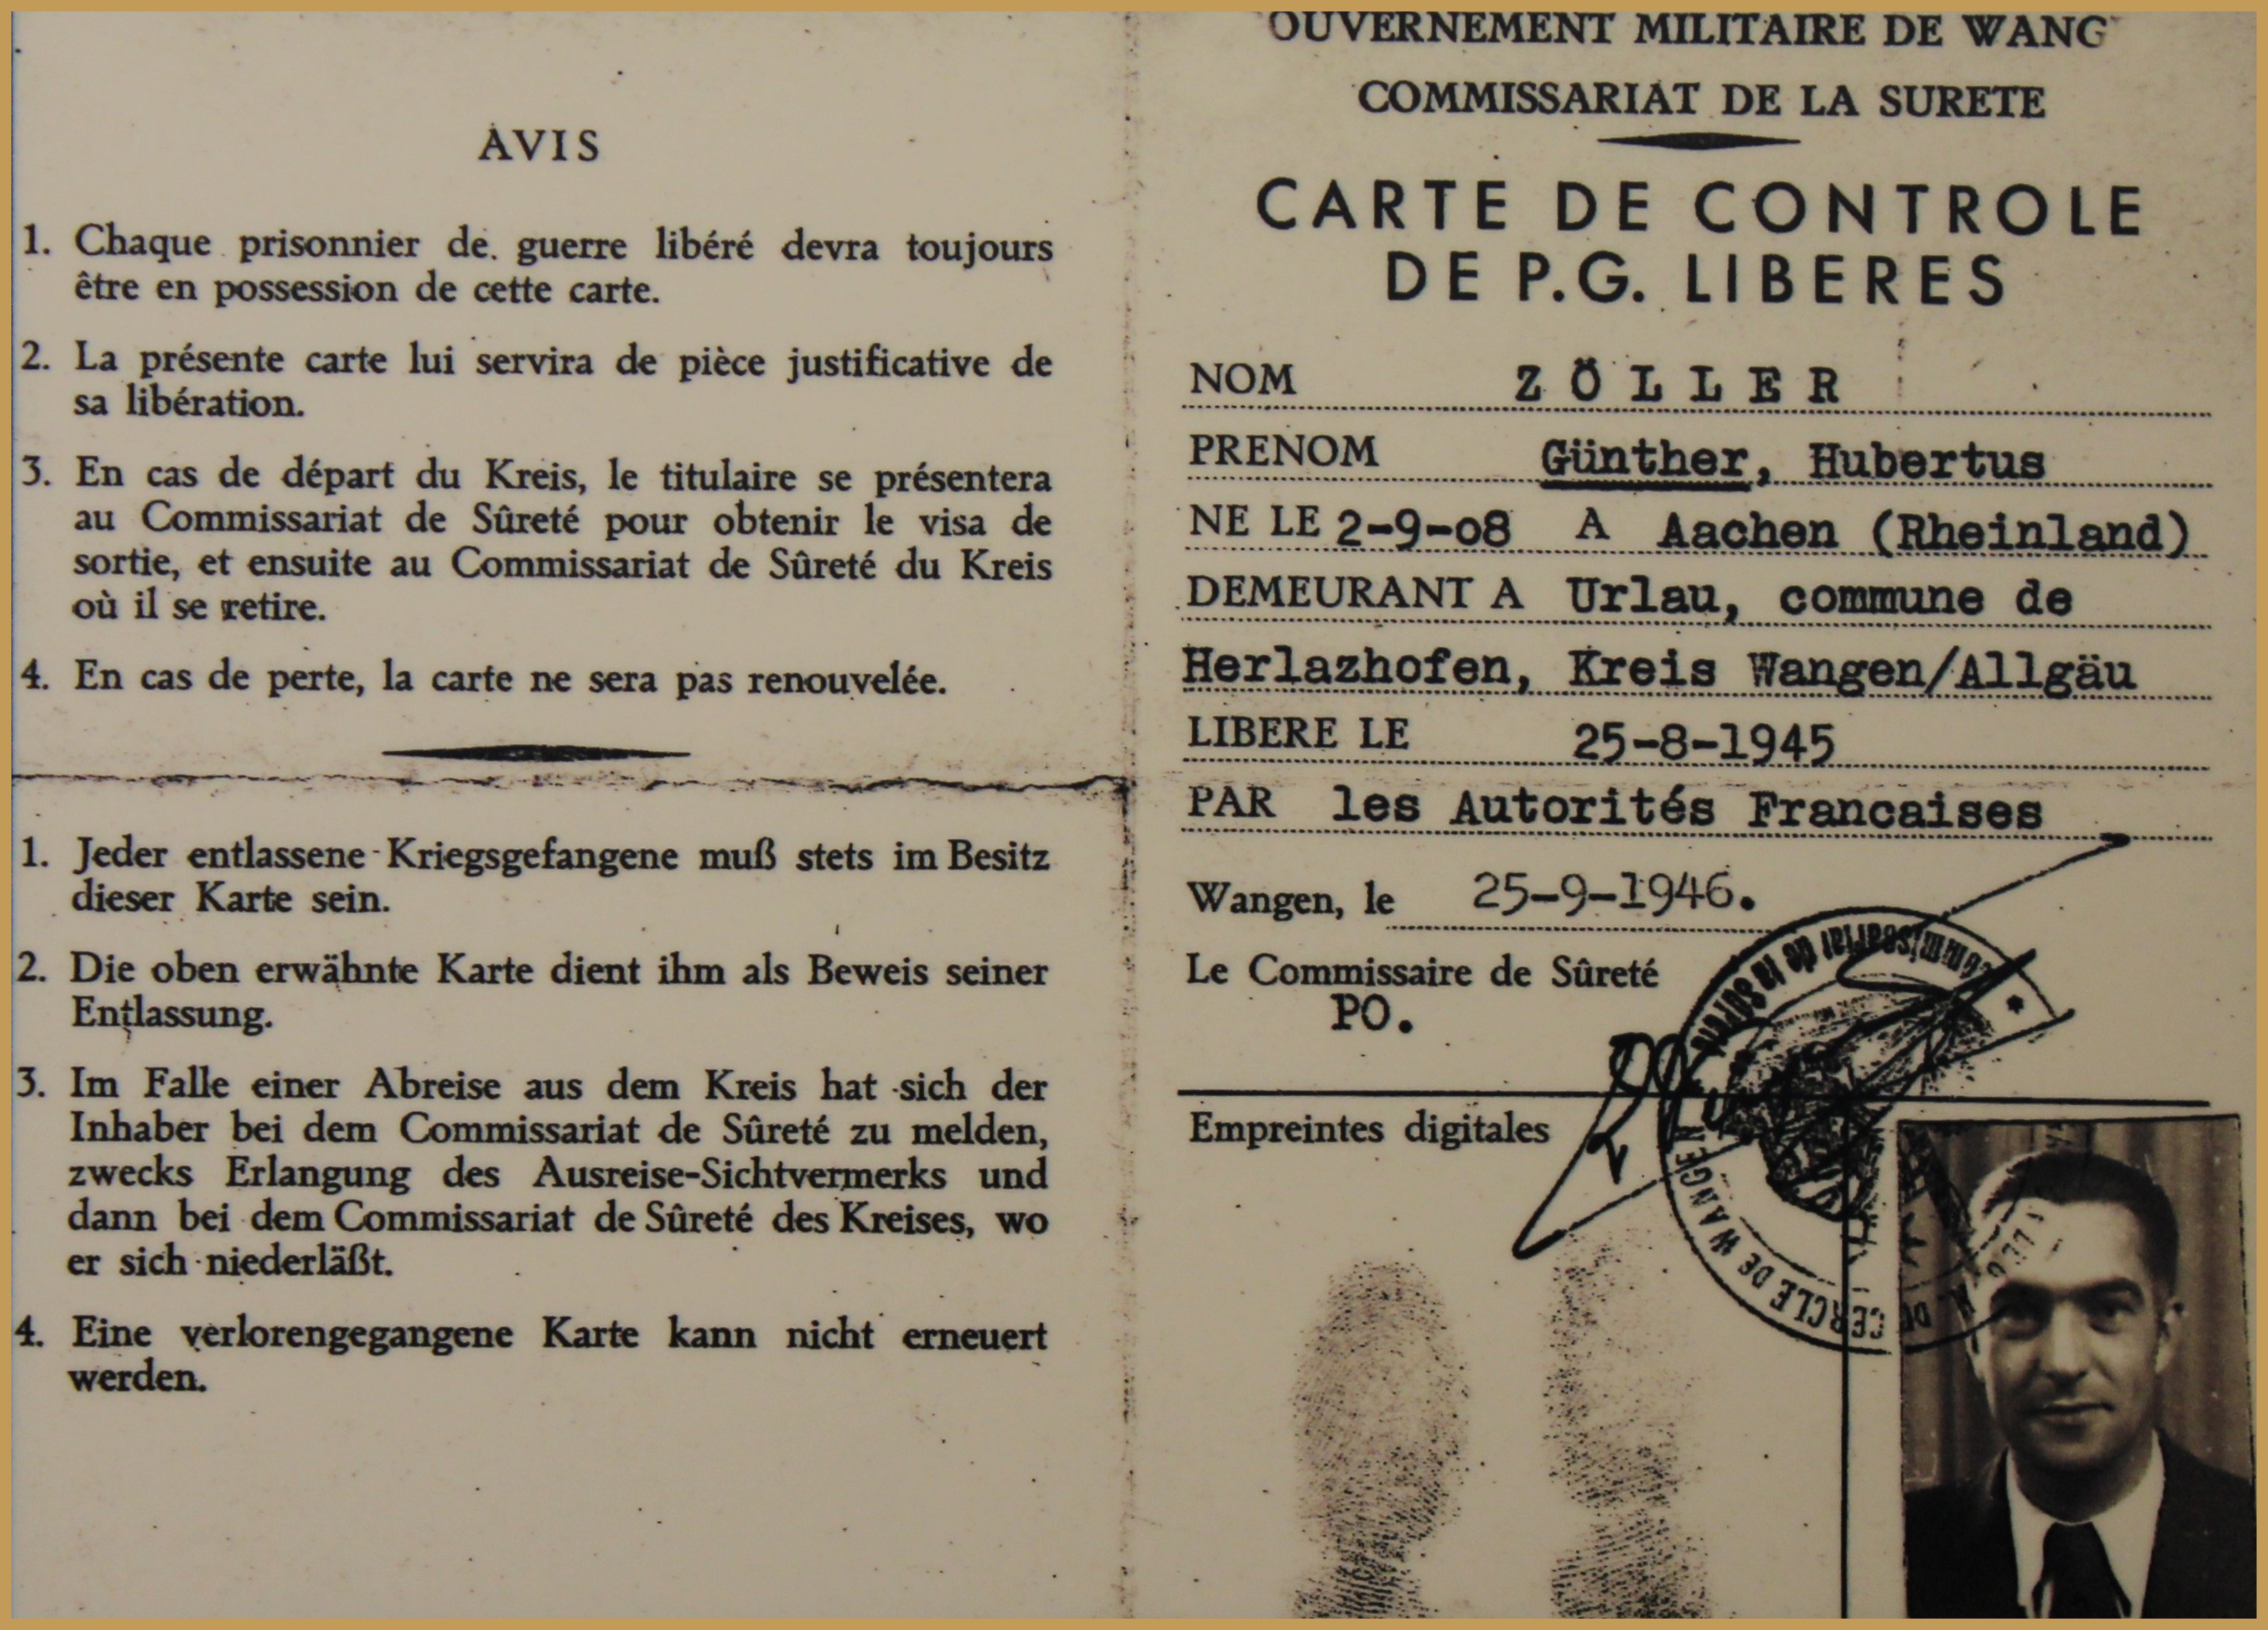 AVIS
1. Chaque prisonnier de guerre libéré devra toujours
être en possession de cette carte.
2. La présente carte lui servira de pièce justificative de
sa libération.
3. En cas de départ du Kreis, le titulaire se présentera
au Commissariat de Sûreté pour obtenir le visa de
sortie, et ensuite au Commissariat de Sûreté du Kreis
où il se retire.
4. En cas de perte, la carte ne sera pas renouvelée.
1. Jeder entlassene Kriegsgefangene muß stets im Besitz
dieser Karte sein.
2. Die oben erwähnte Karte dient ihm als Beweis seiner
Entlassung.
3. Im Falle einer Abreise aus dem Kreis hat sich der
Inhaber bei dem Commissariat de Sûreté zu melden,
zwecks Erlangung des Ausreise-Sichtvermerks und
dann bei dem Commissariat de Sûreté des Kreises, wo
er sich niederläßt.
4. Eine verlorengegangene Karte kann nicht erneuert
werden.
OUVERNEMENT MILITAIRE DE WANG
COMMISSARIAT DE LA SURETE
CARTE DE CONTROLE
DE P.G. LIBERES
NOM ZÖLLER
PRENOM Günther, Hubertus
NE LE 2-9-08 A Aachen (Rheinland)
DEMEURANT A Urlau, commune de
Herlazhofen, Kreis Wangen/Allgäu
LIBERE LE 25-8-1945
PAR les Autorités Francaises
Wangen, le 25-9-1946.
Le Commissaire de Sûreté
PO.
Commissariat de la Sûreté
CERCLE DE WANGEN
Empreintes digitales